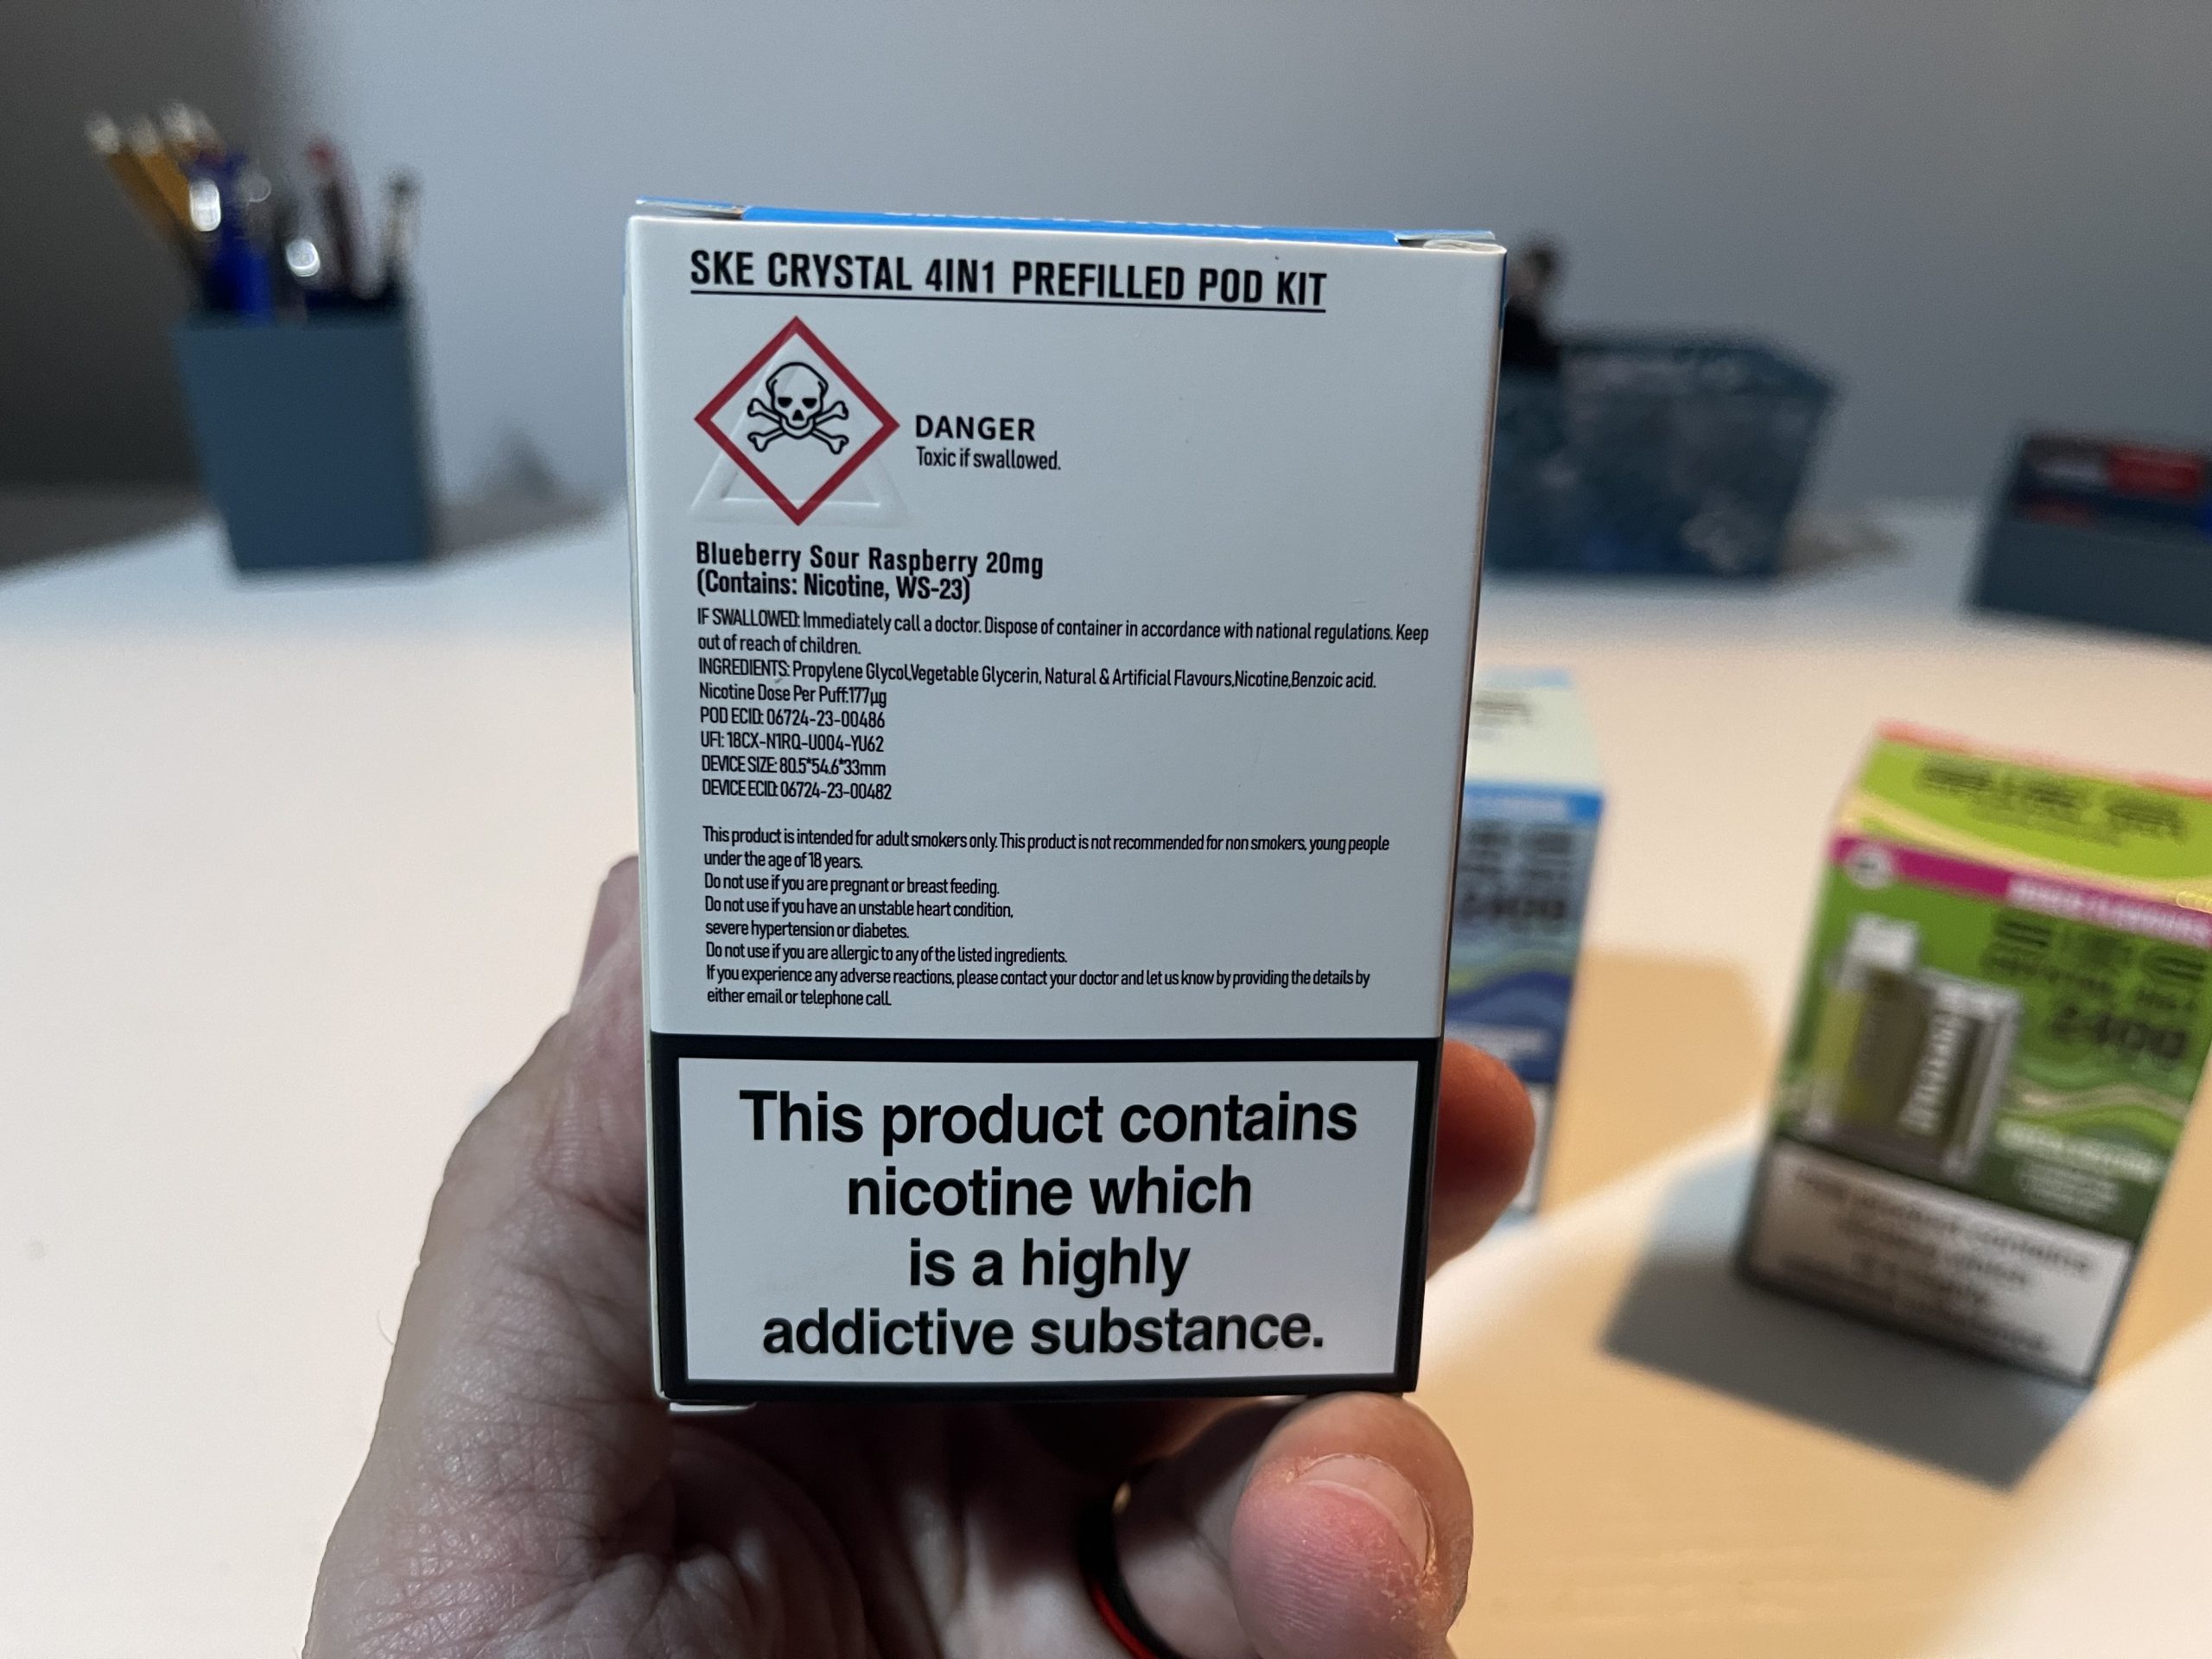 SKE CRYSTAL 4IN1 PREFILLED POD KIT
DANGER
Toxic if swallowed.
Blueberry Sour Raspberry 20mg
(Contains: Nicotine, WS-23)
IF SWALLOWED: Immediately call a doctor. Dispose of container in accordance with national regulations. Keep
out of reach of children.
INGREDIENTS: Propylene Glycol,Vegetable Glycerin, Natural & Artificial Flavours,Nicotine,Benzoic acid.
Nicotine Dose Per Puff:177µg
POD ECID: 06724-23-00486
UFI: 18CX-N1RQ-U004-YU62
DEVICE SIZE: 80.5*54.6*33mm
DEVICE ECID: 06724-23-00482
This product is intended for adult smokers only. This product is not recommended for non smokers, young people
under the age of 18 years.
Do not use if you are pregnant or breast feeding.
Do not use if you have an unstable heart condition,
severe hypertension or diabetes.
Do not use if you are allergic to any of the listed ingredients.
If you experience any adverse reactions, please contact your doctor and let us know by providing the details by
either email or telephone call.
This product contains
nicotine which
is a highly
addictive substance.
2400